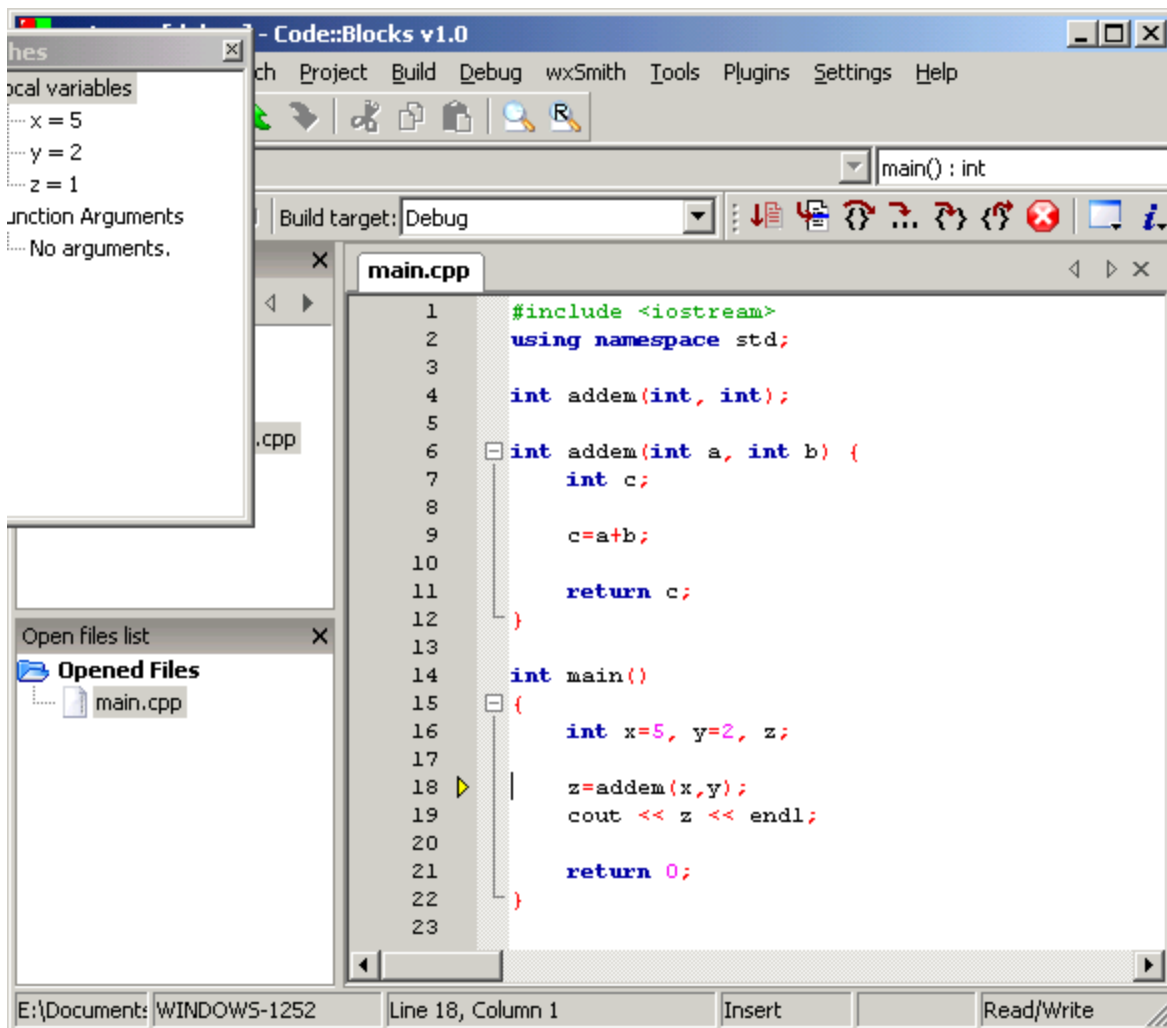 - Code::Blocks v1.0
hes
ch Project Build Debug wxSmith Tools Plugins Settings Help
ocal variables
x = 5
y = 2
z = 1
unction Arguments
No arguments.
main() : int
Build target: Debug
main.cpp
.cpp
1 #include <iostream>
2 using namespace std;
3
4 int addem(int, int);
5
6 int addem(int a, int b) {
7 int c;
8
9 c=a+b;
10
11 return c;
12 }
13
14 int main()
15 {
16 int x=5, y=2, z;
17
18 z=addem(x,y);
19 cout << z << endl;
20
21 return 0;
22 }
23
Open files list
Opened Files
main.cpp
E:\Documents WINDOWS-1252 Line 18, Column 1 Insert Read/Write